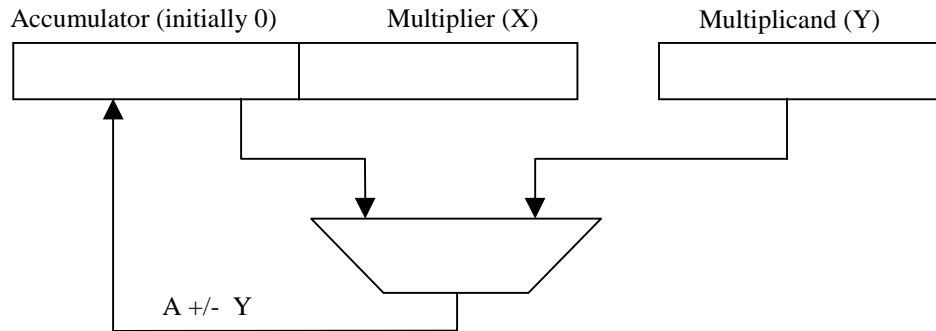 Accumulator (initially 0)
Multiplier (X)
Multiplicand (Y)
A +/- Y